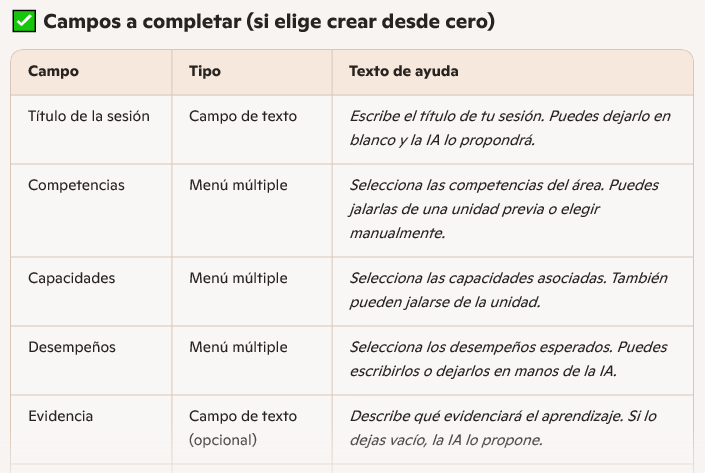 ✅ Campos a completar (si elige crear desde cero)
Campo Tipo Texto de ayuda
Título de la sesión Campo de texto Escribe el título de tu sesión. Puedes dejarlo en
blanco y la IA lo propondrá.
Competencias Menú múltiple Selecciona las competencias del área. Puedes
jalarlas de una unidad previa o elegir
manualmente.
Capacidades Menú múltiple Selecciona las capacidades asociadas. También
pueden jalarse de la unidad.
Desempeños Menú múltiple Selecciona los desempeños esperados. Puedes
escribirlos o dejarlos en manos de la IA.
Evidencia Campo de texto Describe qué evidenciará el aprendizaje. Si lo
(opcional) dejas vacío, la IA lo propone.